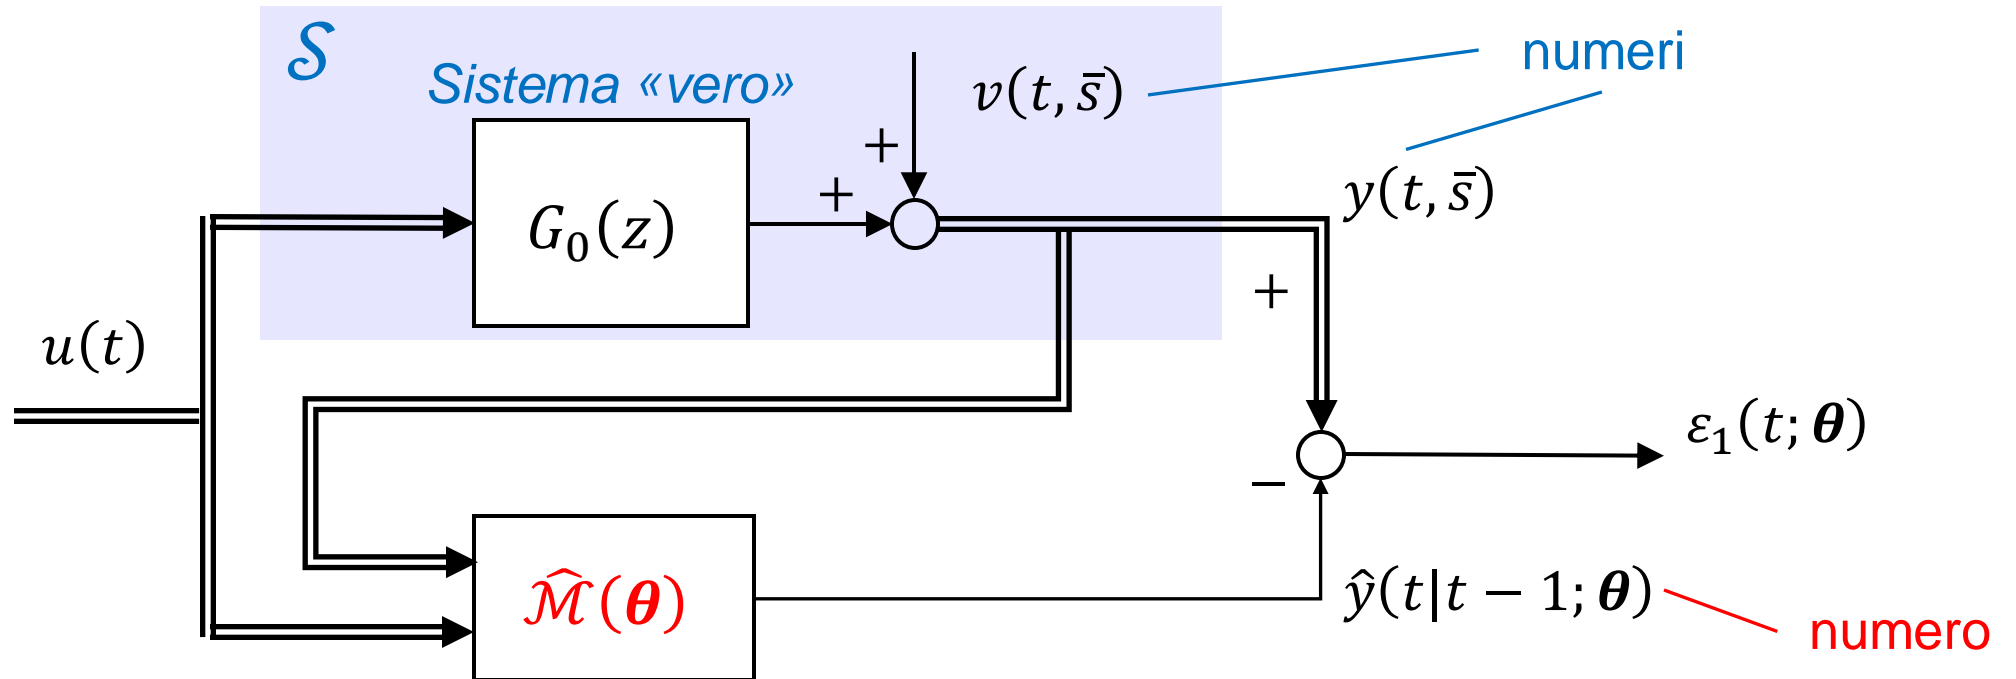 𝒮
Sistema «vero»
numeri
v(t, s̄)
+
+
y(t, s̄)
G₀(z)
+
u(t)
ε₁(t; θ)
−
ℳ̂(θ)
ŷ(t|t − 1; θ)
numero